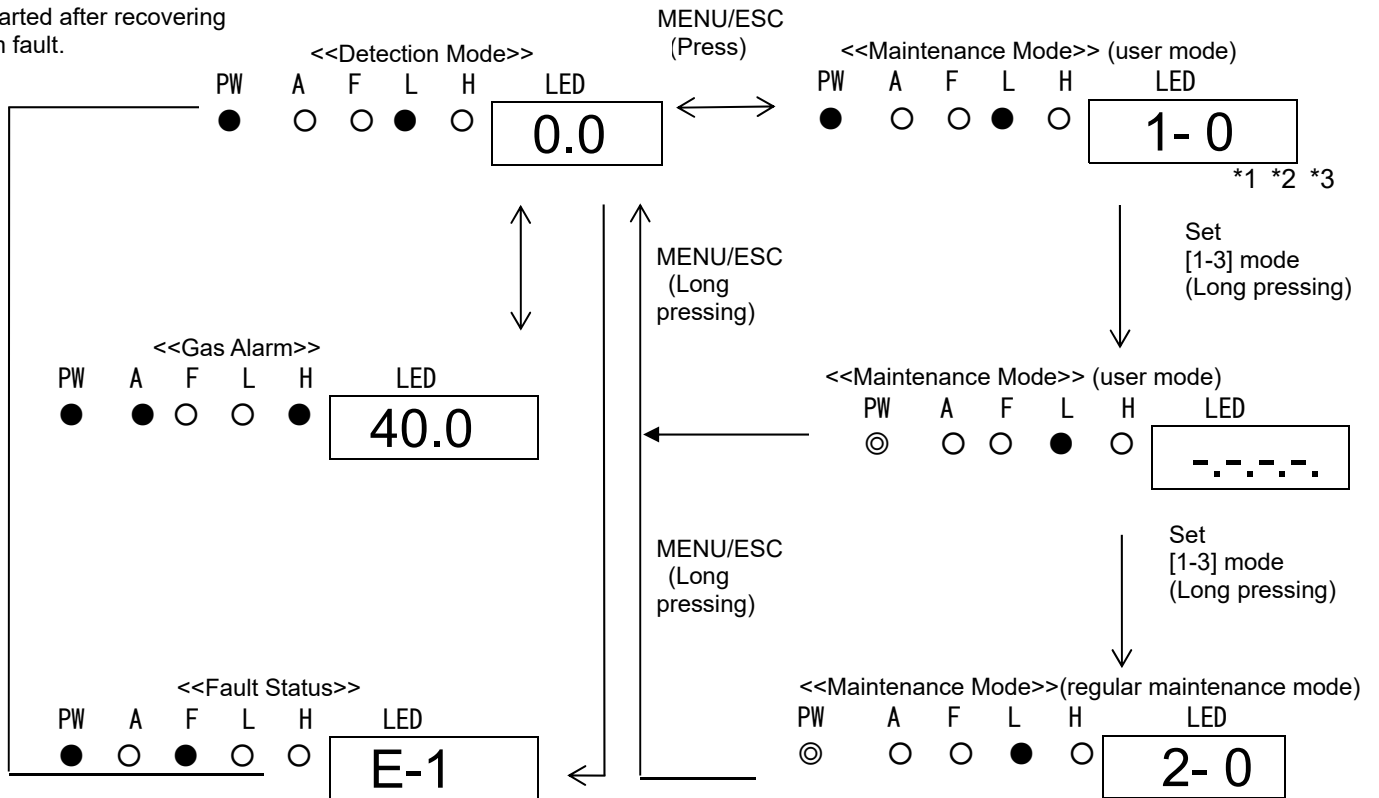 arted after recovering
fault.
MENU/ESC
(Press)
<<Detection Mode>>
PW A F L H LED
0.0
<<Maintenance Mode>> (user mode)
PW A F L H LED
1- 0
*1 *2 *3
Set
[1-3] mode
(Long pressing)
MENU/ESC
(Long
pressing)
<<Gas Alarm>>
PW A F L H LED
40.0
<<Maintenance Mode>> (user mode)
PW A F L H LED
-.-.-.-.
Set
[1-3] mode
(Long pressing)
MENU/ESC
(Long
pressing)
<<Fault Status>>
PW A F L H LED
E-1
<<Maintenance Mode>>(regular maintenance mode)
PW A F L H LED
2- 0